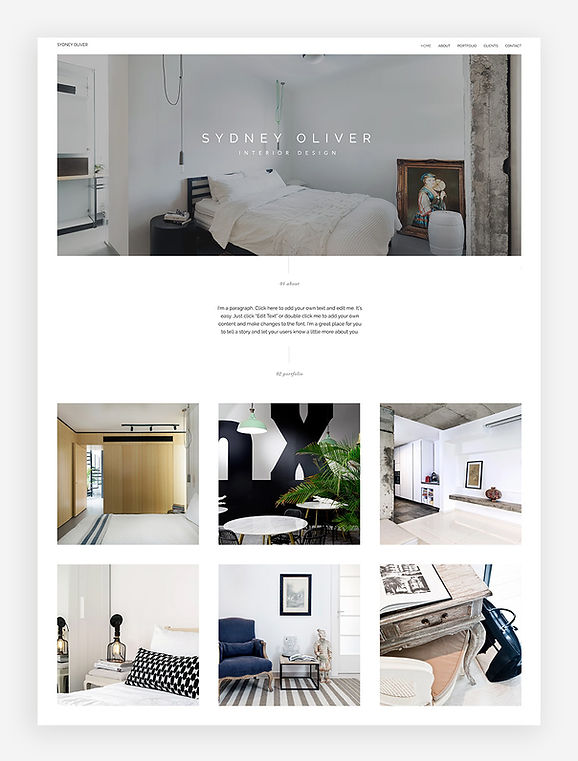 SYDNEY OLIVER
HOME ABOUT PORTFOLIO CLIENTS CONTACT
SYDNEY OLIVER
INTERIOR DESIGN
01 about
I'm a paragraph. Click here to add your own text and edit me. It's
easy. Just click "Edit Text" or double click me to add your own
content and make changes to the font. I'm a great place for you
to tell a story and let your users know a little more about you.
02 portfolio